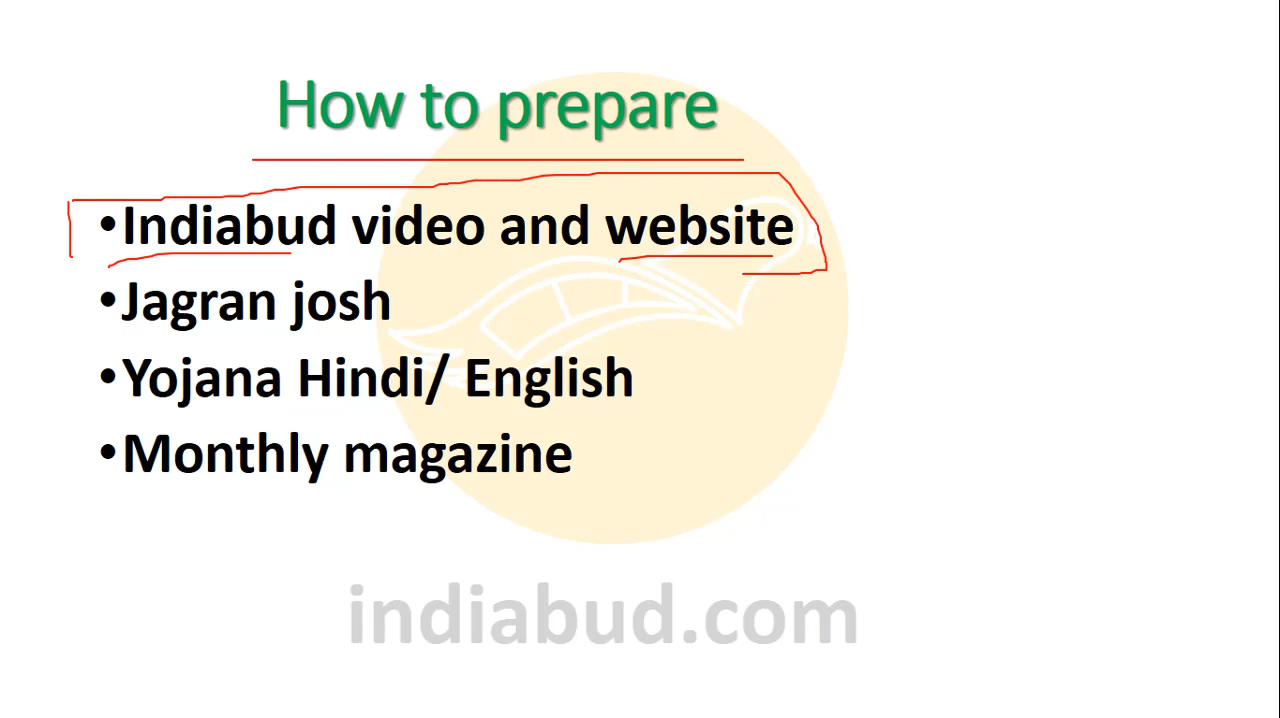 How to prepare
•Indiabud video and website
•Jagran josh
•Yojana Hindi/ English
•Monthly magazine
indiabud.com